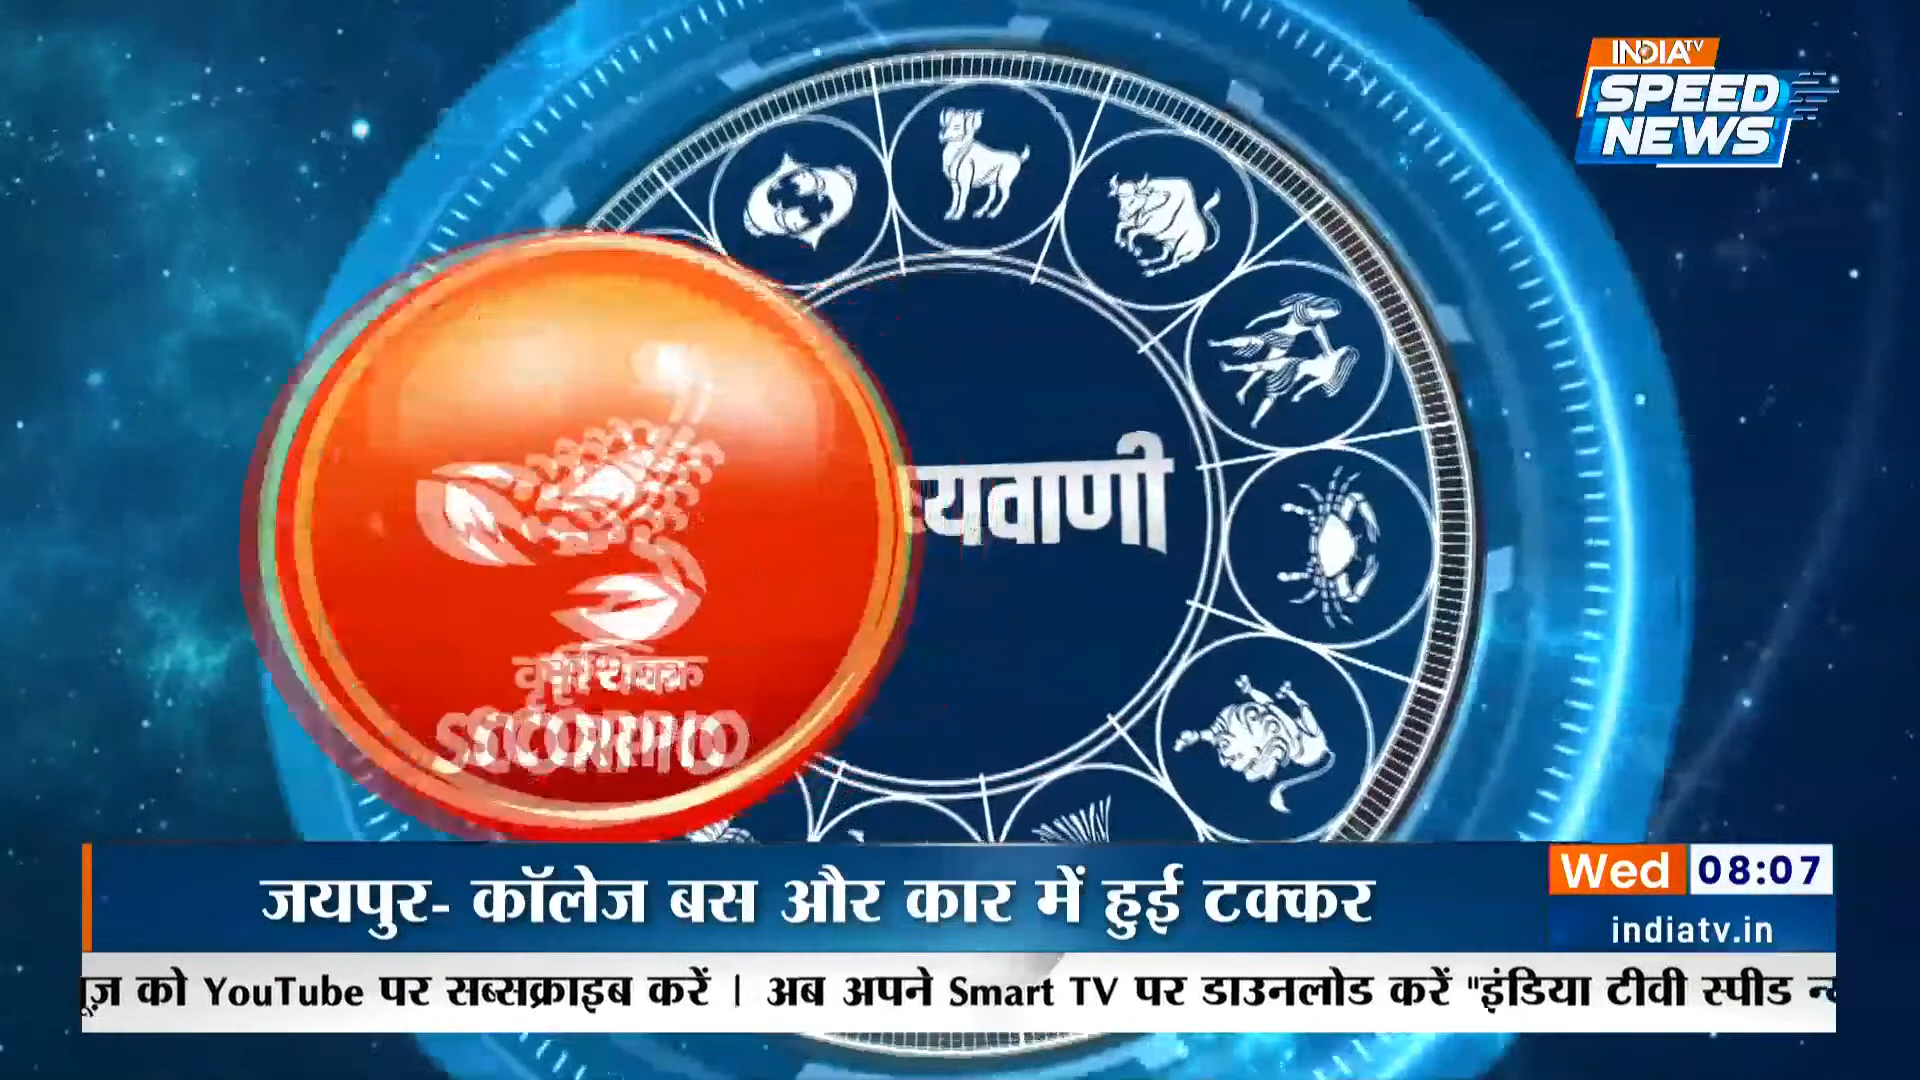 INDIA TV
SPEED
NEWS
व्यवाणी
वृश्चिक
SCORPIO
जयपुर- कॉलेज बस और कार में हुई टक्कर
Wed 08:07
indiatv.in
को YouTube पर सब्सक्राइब करें | अब अपने Smart TV पर डाउनलोड करें "इंडिया टीवी स्पीड